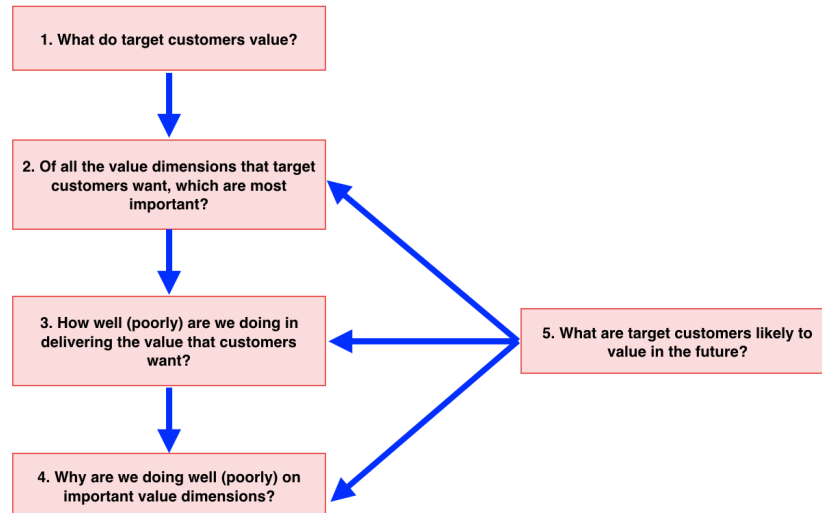 1. What do target customers value?
2. Of all the value dimensions that target
customers want, which are most
important?
3. How well (poorly) are we doing in
delivering the value that customers
want?
5. What are target customers likely to
value in the future?
4. Why are we doing well (poorly) on
important value dimensions?